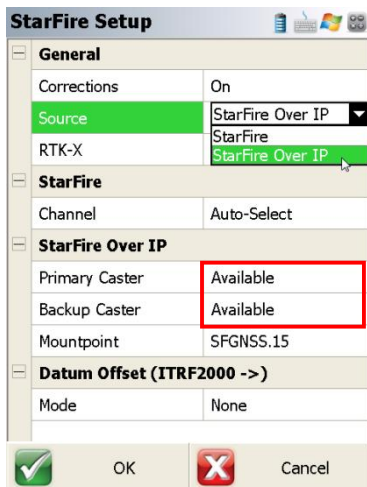 StarFire Setup
General
Corrections On
Source StarFire Over IP
StarFire
RTK-X StarFire Over IP
StarFire
Channel Auto-Select
StarFire Over IP
Primary Caster Available
Backup Caster Available
Mountpoint SFGNSS.15
Datum Offset (ITRF2000 ->)
Mode None
OK Cancel